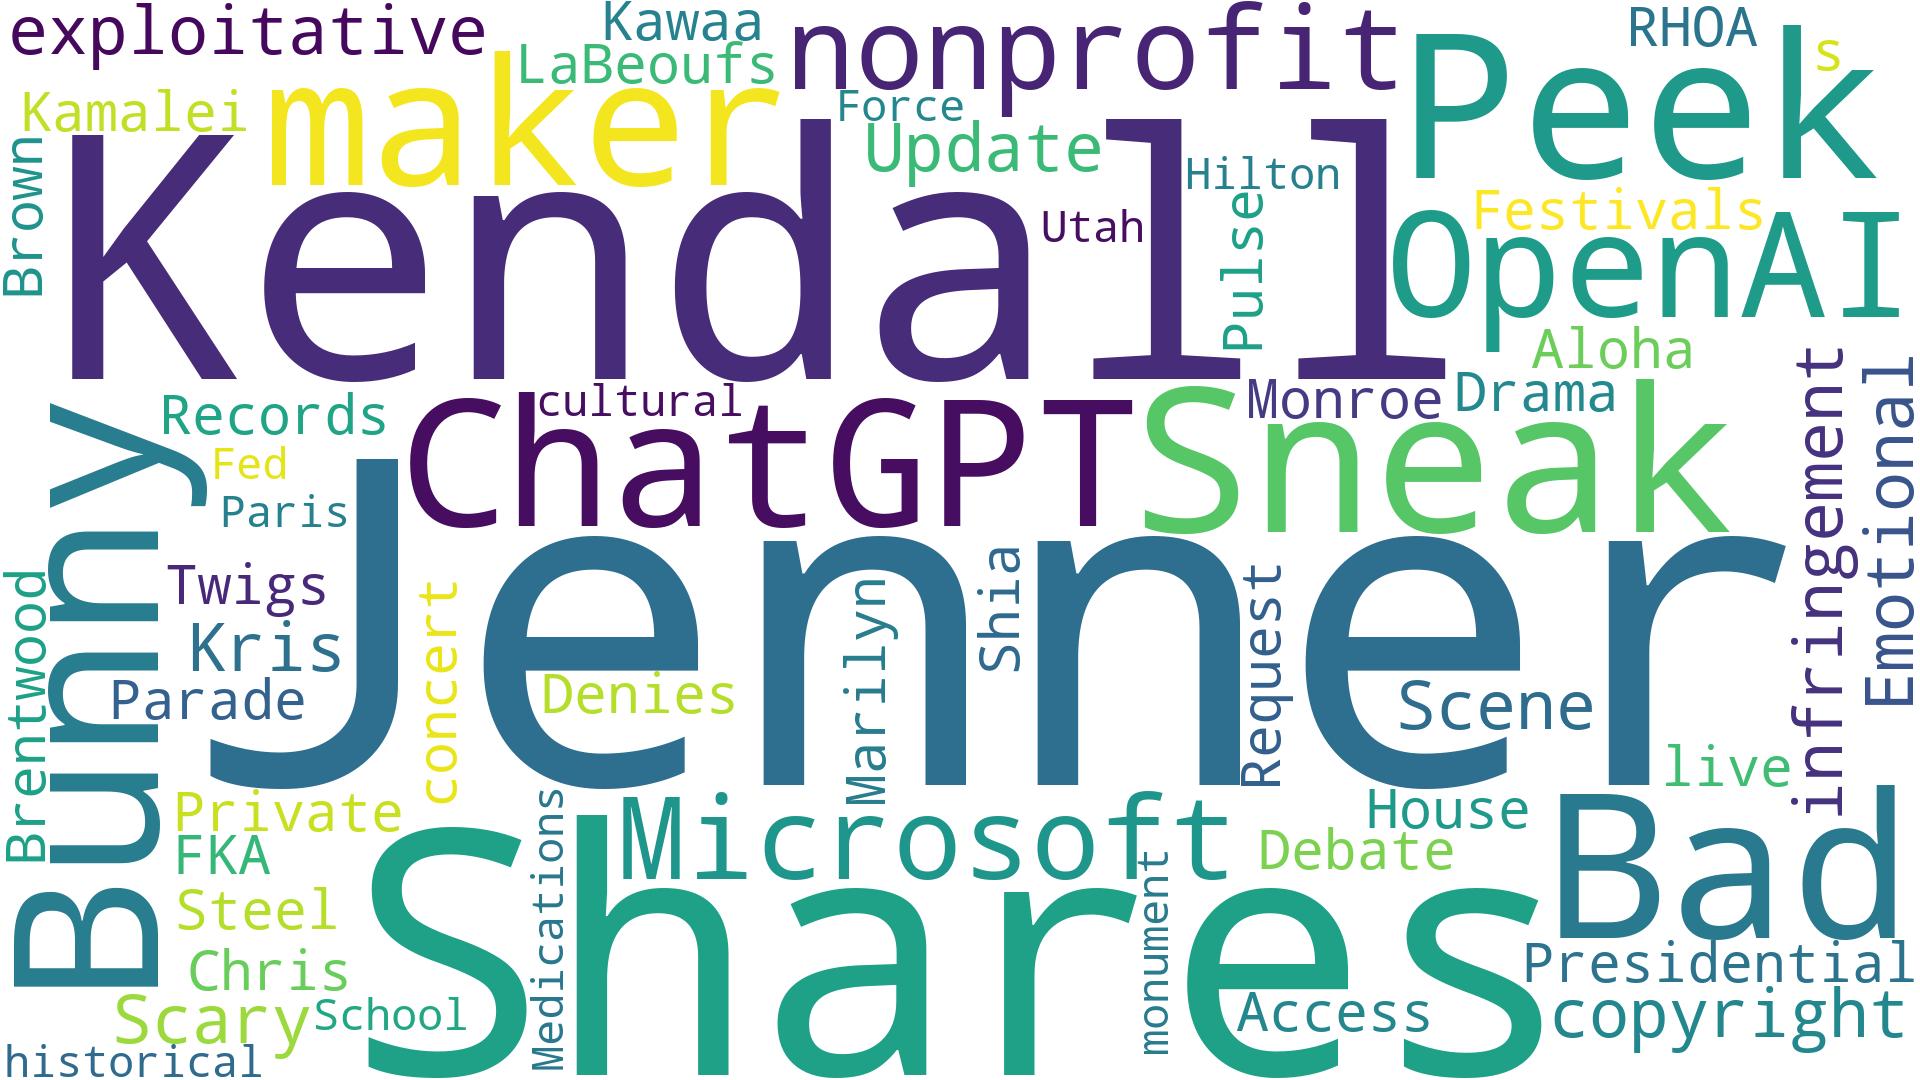 exploitative
Kawaa
nonprofit
RHOA
LaBeoufs
Peek
s
Kamalei
maker
Force
Update
Kendall
Hilton
Brown
Utah
Pulse
Festivals
OpenAI
Aloha
Records
cultural
ChatGPT
Sneak
Monroe
Drama
infringement
Emotional
Fed
Paris
Bunny
Jenner
Twigs
Kris
Parade
Brentwood
concert
Denies
Marilyn
Shia
Request
Scene
live
Private
FKA
Medications
Microsoft
House
Debate
Bad
Steel
Shares
monument
Chris
Presidential
Scary
School
Access
copyright
historical